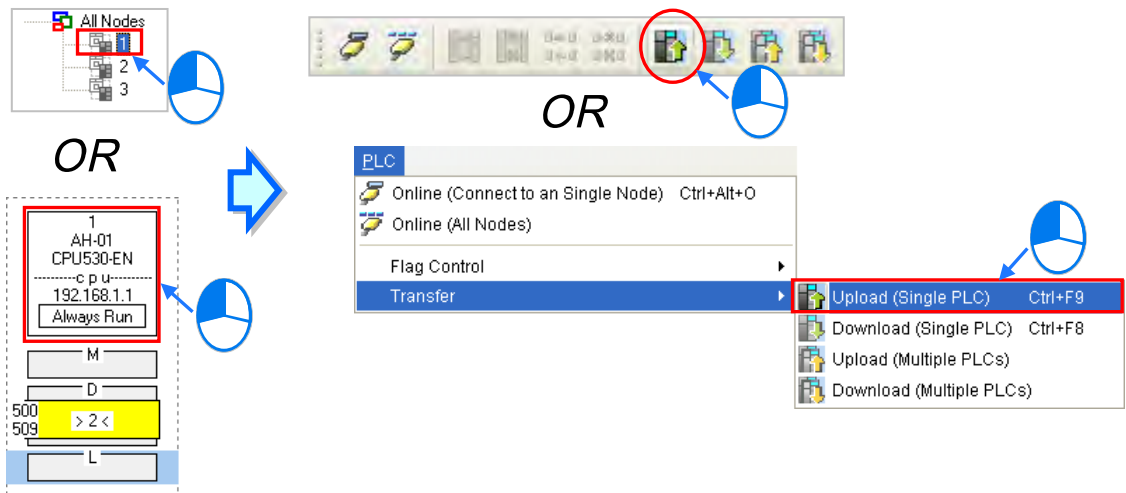 All Nodes
1
2
3
OR
1
AH-01
CPU530-EN
c p u
192.168.1.1
Always Run
M
D
500
509
> 2 <
L
OR
PLC
Online (Connect to an Single Node) Ctrl+Alt+O
Online (All Nodes)
Flag Control
Transfer
Upload (Single PLC) Ctrl+F9
Download (Single PLC) Ctrl+F8
Upload (Multiple PLCs)
Download (Multiple PLCs)